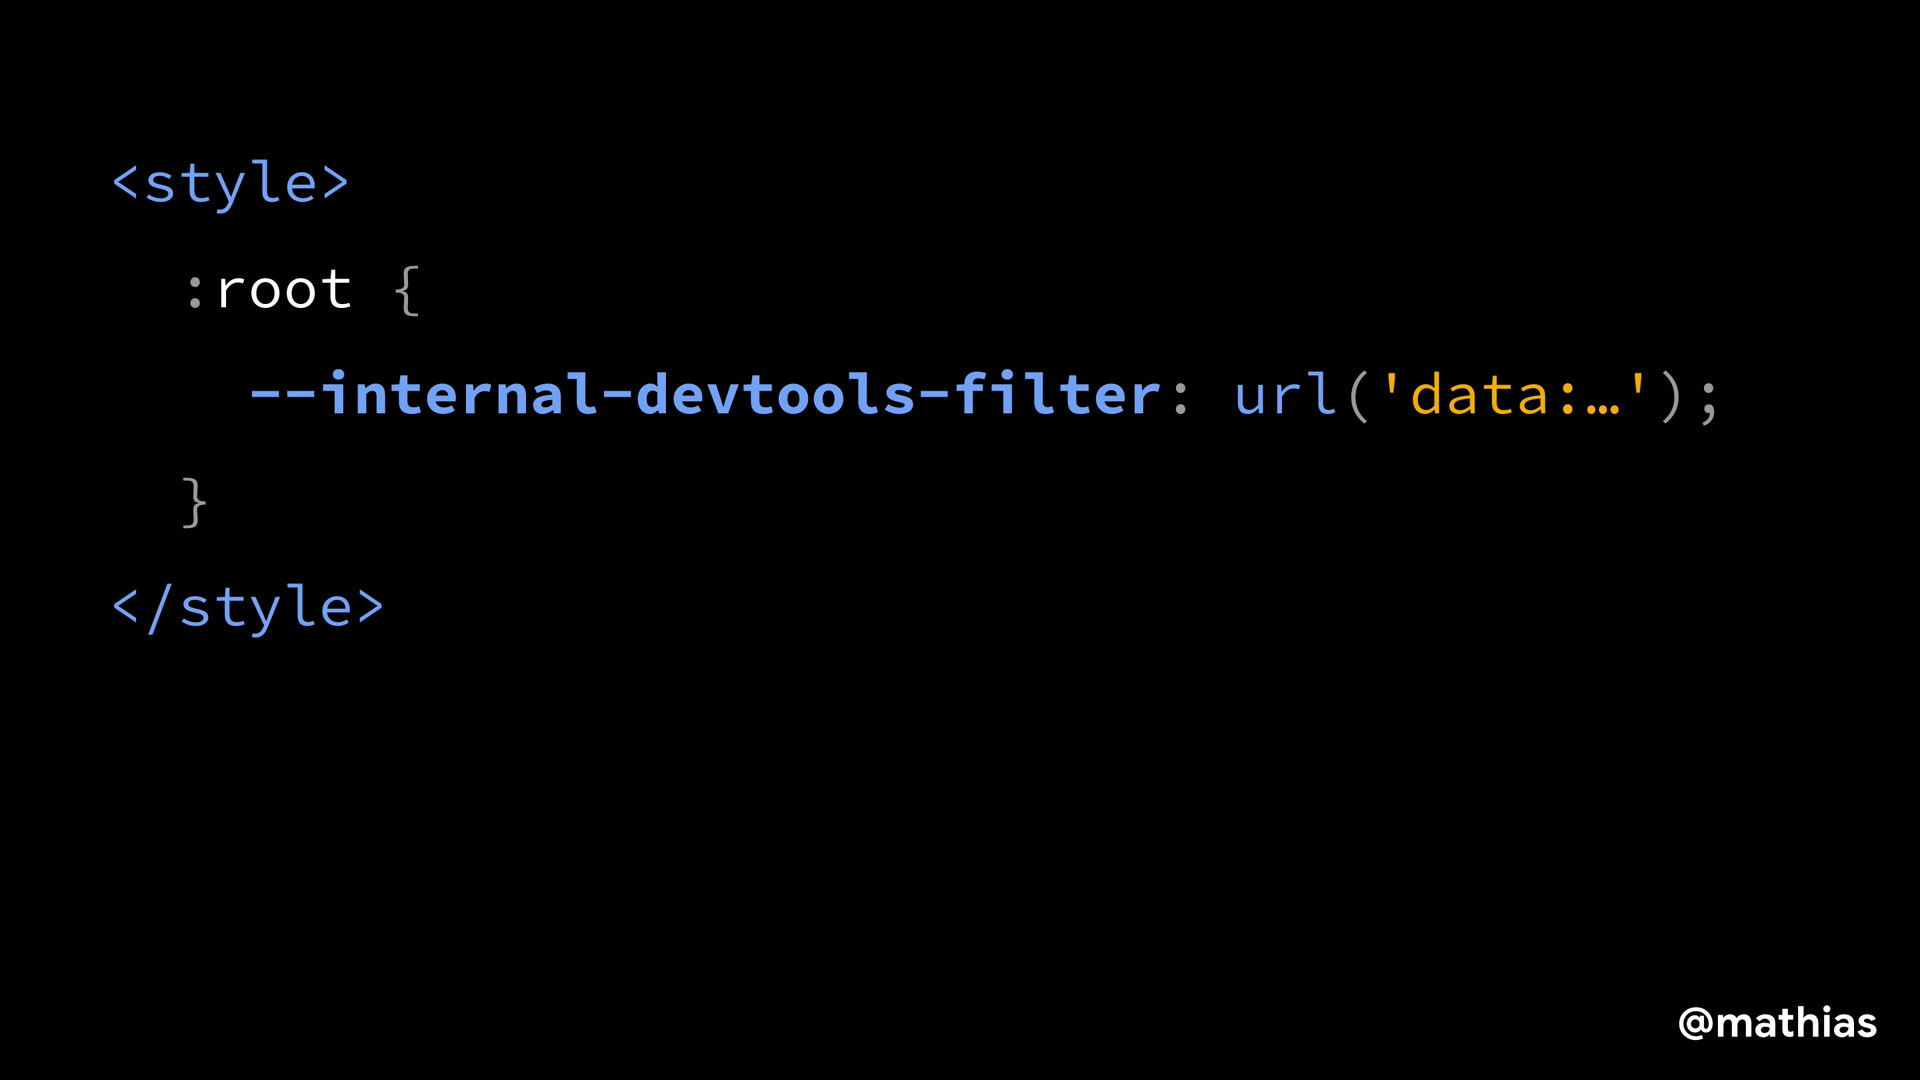 <style>
:root {
--internal-devtools-filter: url('data:…');
}
</style>
@mathias